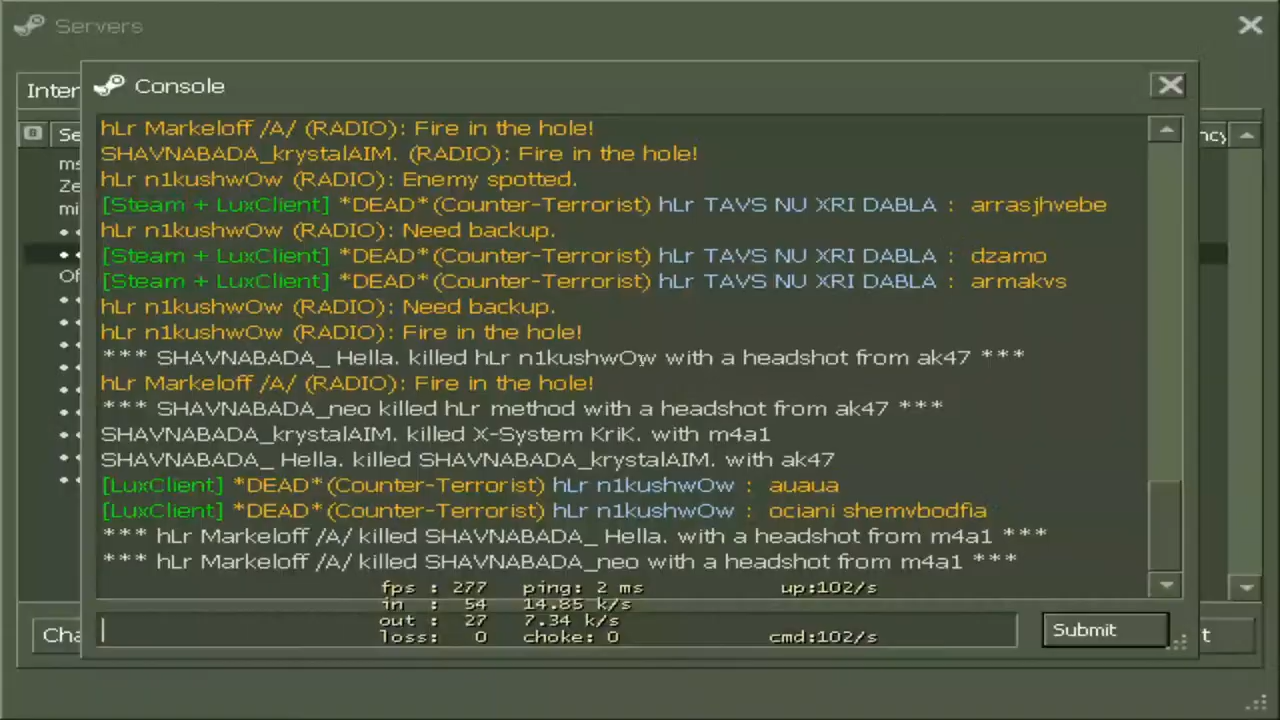 Servers
Inter
Console
Se
ncy
ms
Ze
mi
Of
hLr Markeloff /A/ (RADIO): Fire in the hole!
SHAVNABADA_krystalAIM. (RADIO): Fire in the hole!
hLr n1kushwOw (RADIO): Enemy spotted.
[Steam + LuxClient] *DEAD*(Counter-Terrorist) hLr TAVS NU XRI DABLA : arrasjhvebe
hLr n1kushwOw (RADIO): Need backup.
[Steam + LuxClient] *DEAD*(Counter-Terrorist) hLr TAVS NU XRI DABLA : dzamo
[Steam + LuxClient] *DEAD*(Counter-Terrorist) hLr TAVS NU XRI DABLA : armakvs
hLr n1kushwOw (RADIO): Need backup.
hLr n1kushwOw (RADIO): Fire in the hole!
*** SHAVNABADA_ Hella. killed hLr n1kushwOw with a headshot from ak47 ***
hLr Markeloff /A/ (RADIO): Fire in the hole!
*** SHAVNABADA_neo killed hLr method with a headshot from ak47 ***
SHAVNABADA_krystalAIM. killed X-System KriK. with m4a1
SHAVNABADA_ Hella. killed SHAVNABADA_krystalAIM. with ak47
[LuxClient] *DEAD*(Counter-Terrorist) hLr n1kushwOw : auaua
[LuxClient] *DEAD*(Counter-Terrorist) hLr n1kushwOw : ociani shemvbodfia
*** hLr Markeloff /A/ killed SHAVNABADA_ Hella. with a headshot from m4a1 ***
*** hLr Markeloff /A/ killed SHAVNABADA_neo with a headshot from m4a1 ***
fps : 277 ping: 2 ms up:102/s
in : 54 14.85 k/s
out : 27 7.34 k/s
loss: 0 choke: 0 cmd:102/s
Cha
Submit
t